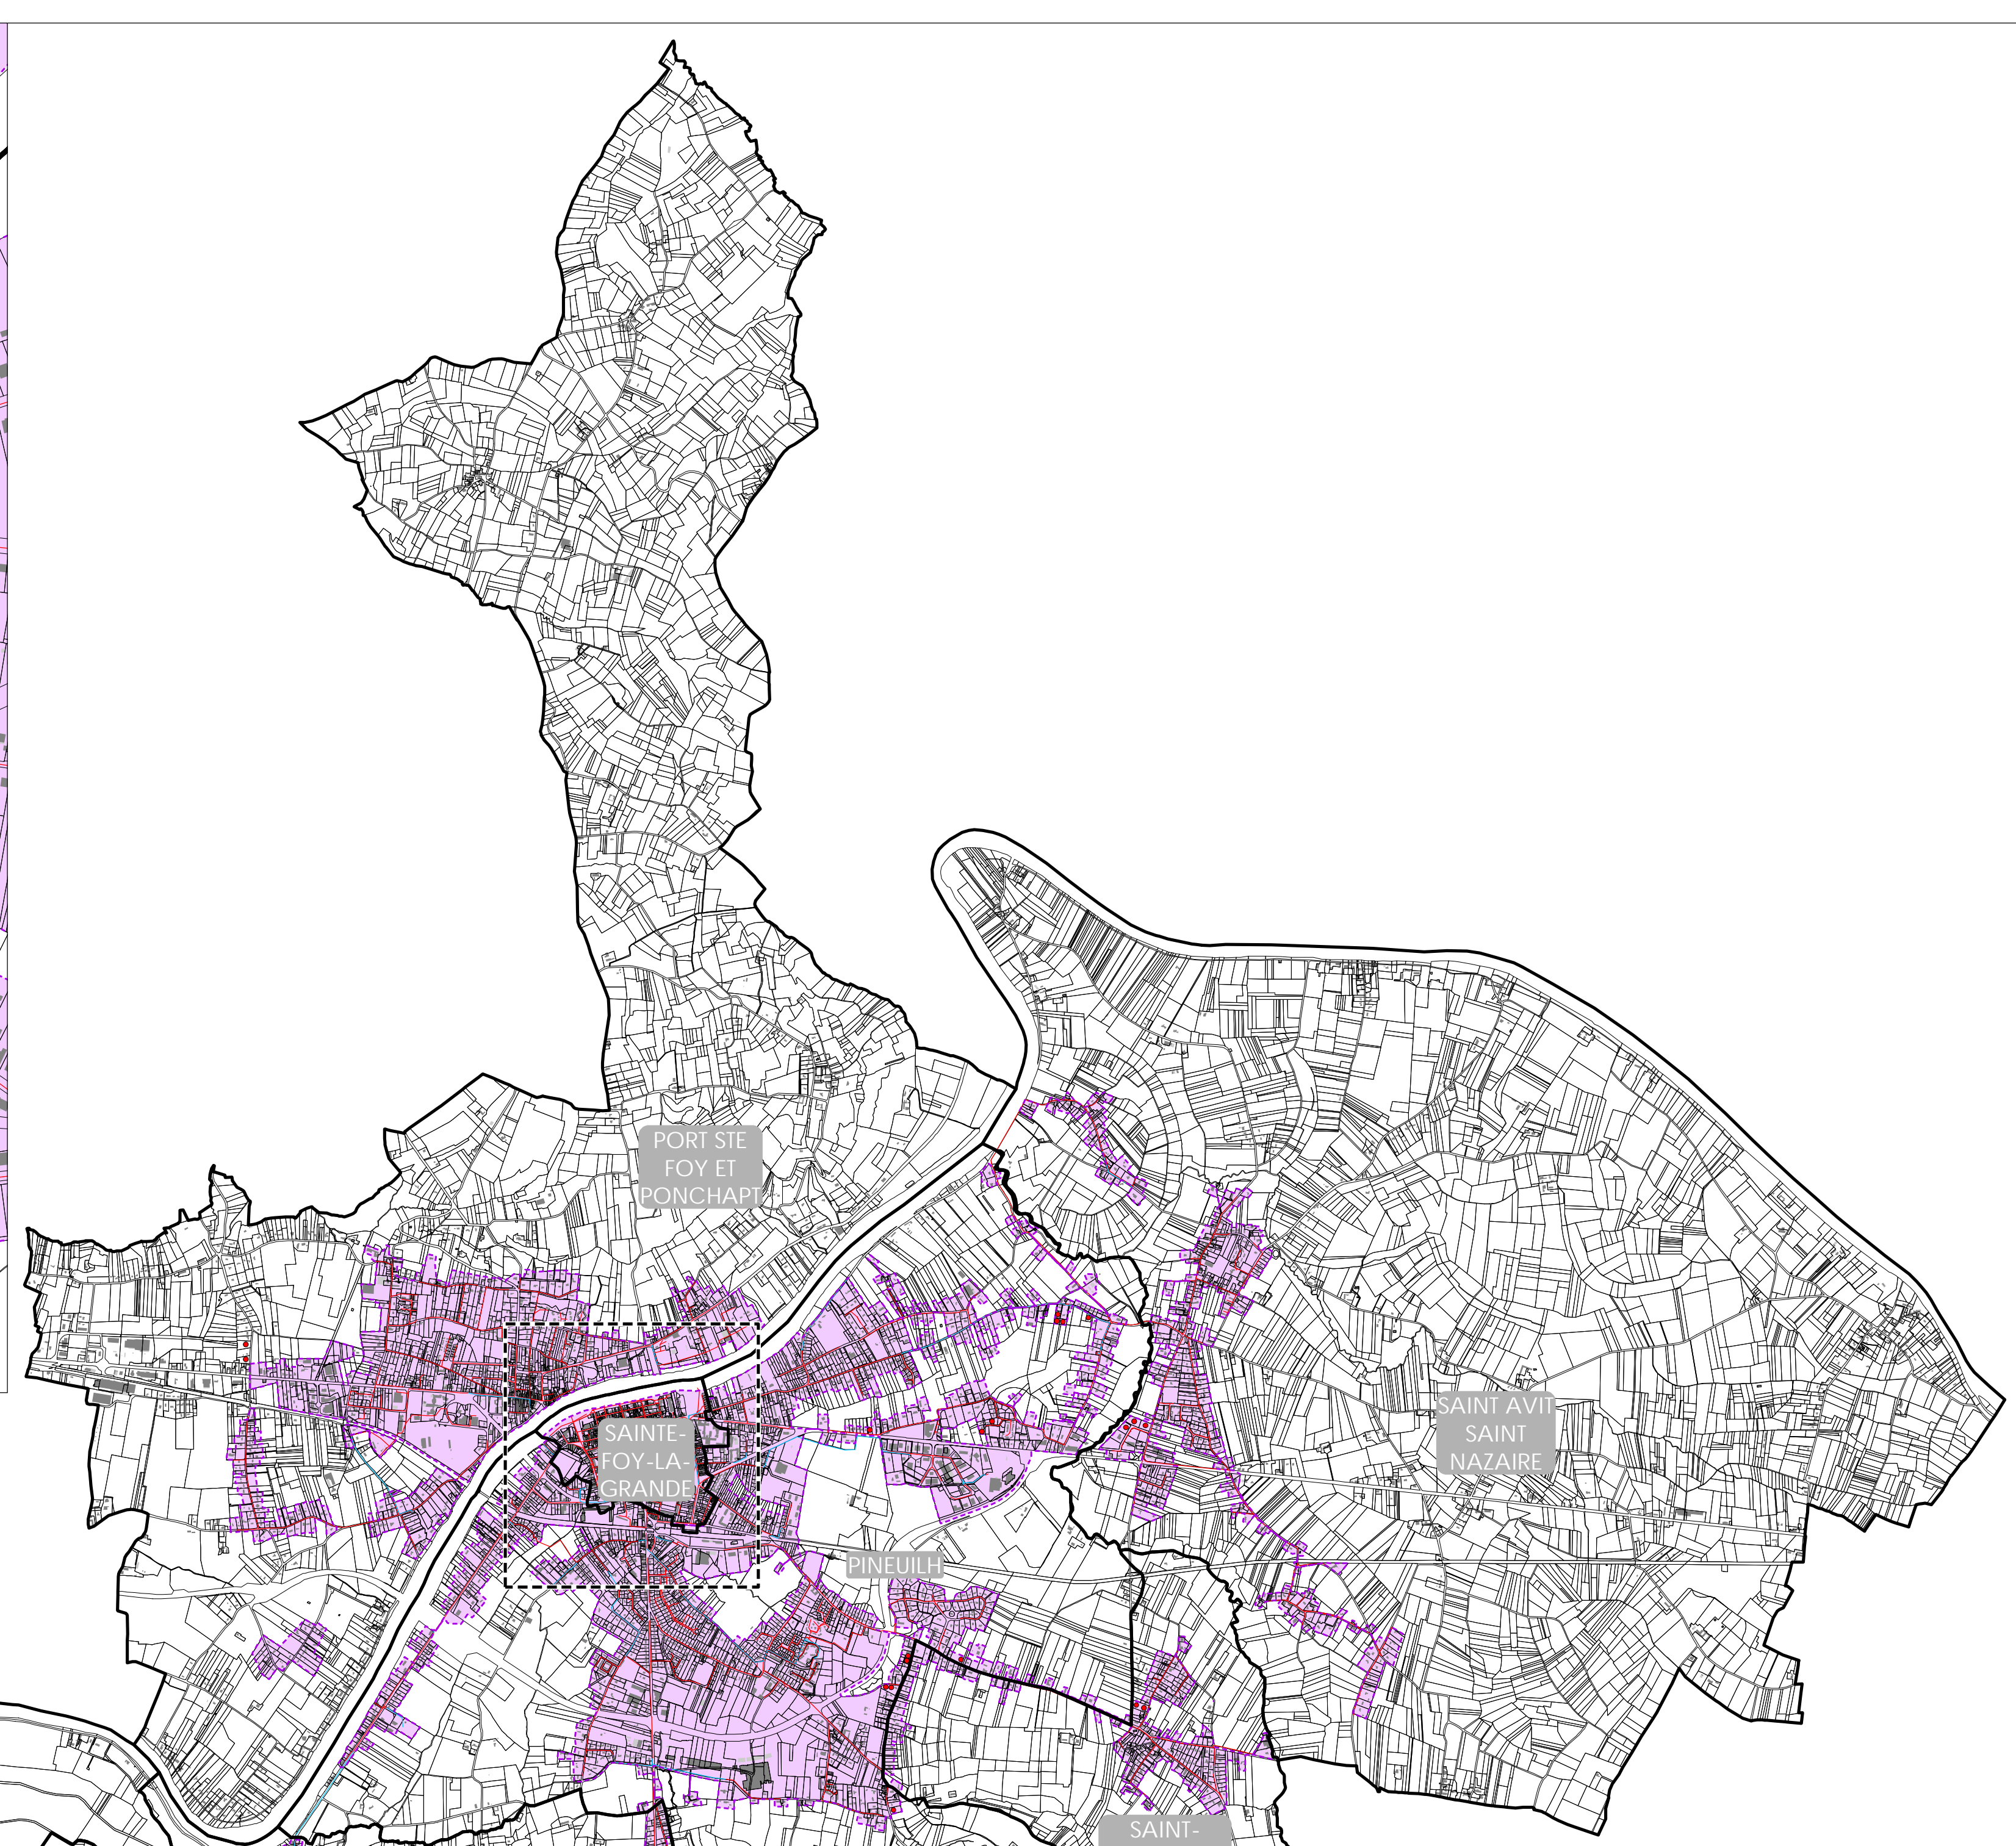 PORT STE
FOY ET
PONCHAPT
SAINTE-
FOY-LA-
GRANDE
SAINT AVIT
SAINT
NAZAIRE
PINEUILH
SAINT-